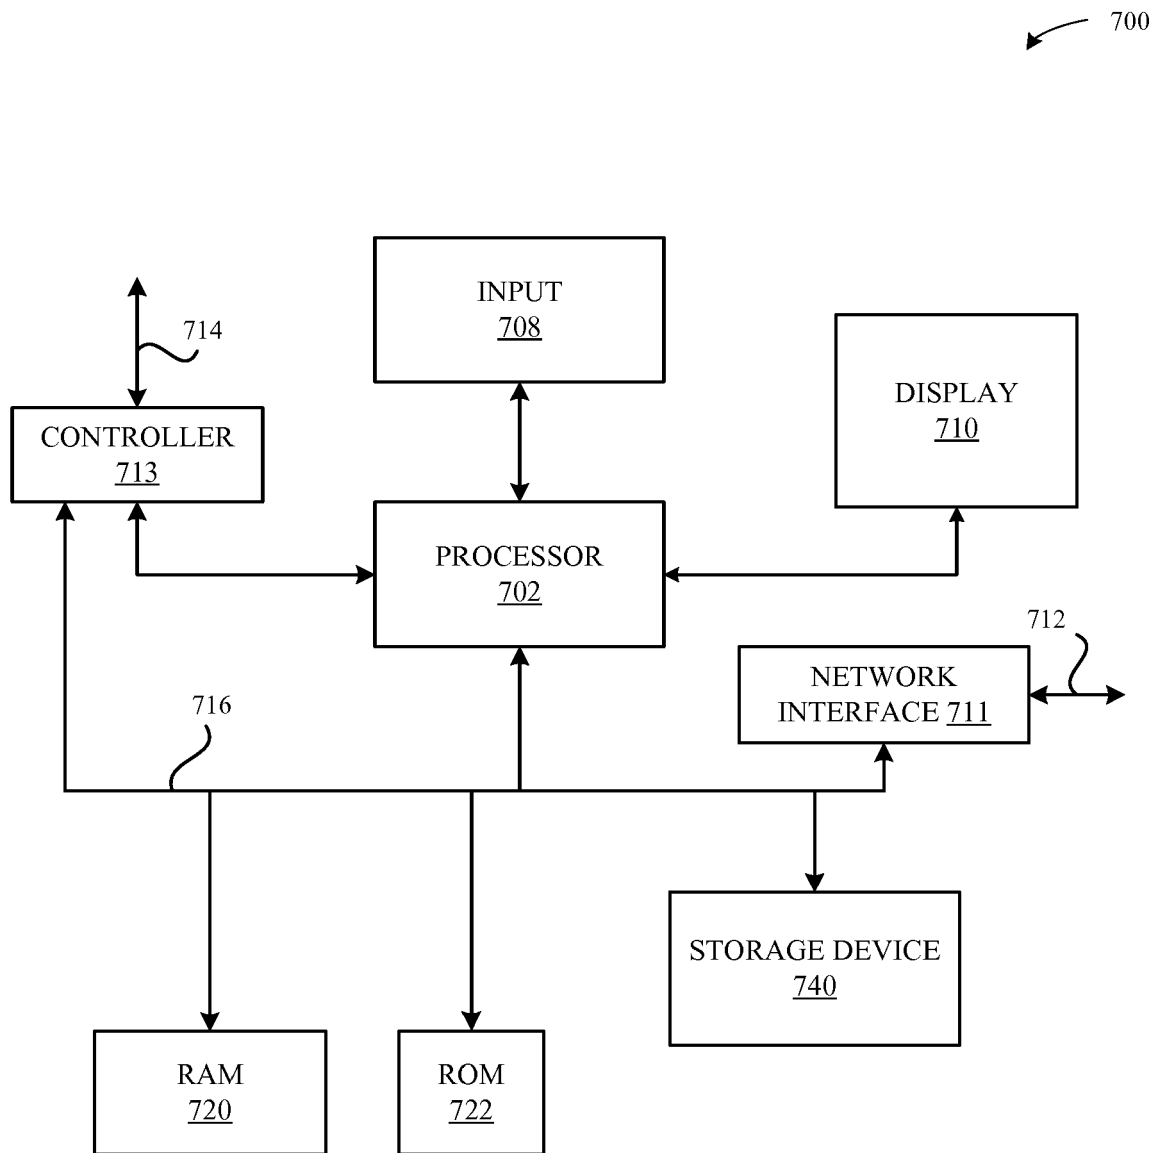 700
INPUT
708
714
DISPLAY
710
CONTROLLER
713
PROCESSOR
702
712
NETWORK
INTERFACE 711
716
STORAGE DEVICE
740
RAM
720
ROM
722